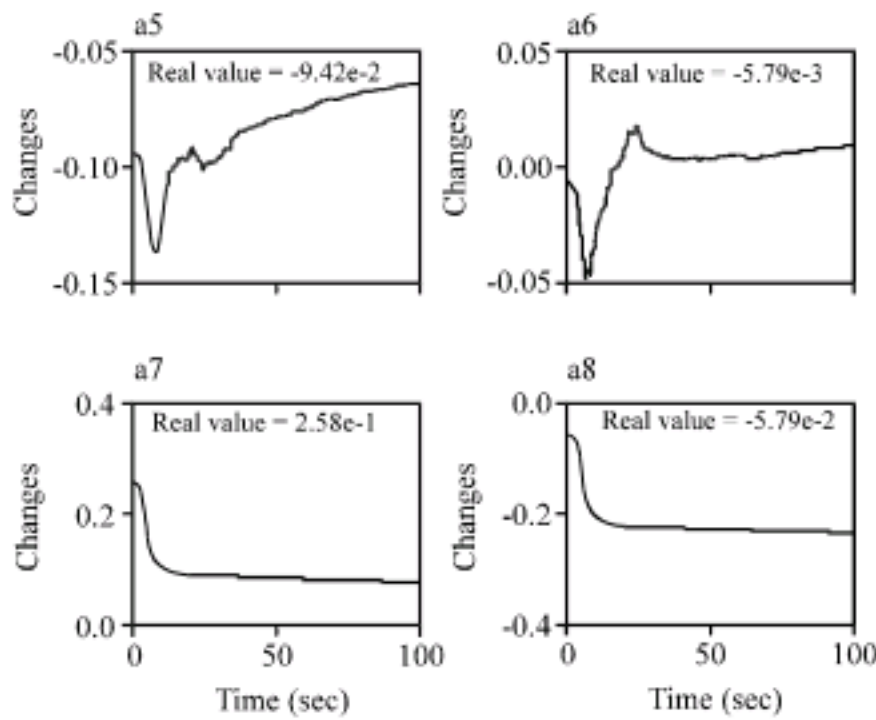 a5
-0.05
Real value = -9.42e-2
-0.10
-0.15
Changes
a6
0.05
Real value = -5.79e-3
0.00
-0.05
Changes
a7
0.4
Real value = 2.58e-1
0.2
0.0
Changes
0
50
100
Time (sec)
a8
0.0
Real value = -5.79e-2
-0.2
-0.4
Changes
0
50
100
Time (sec)